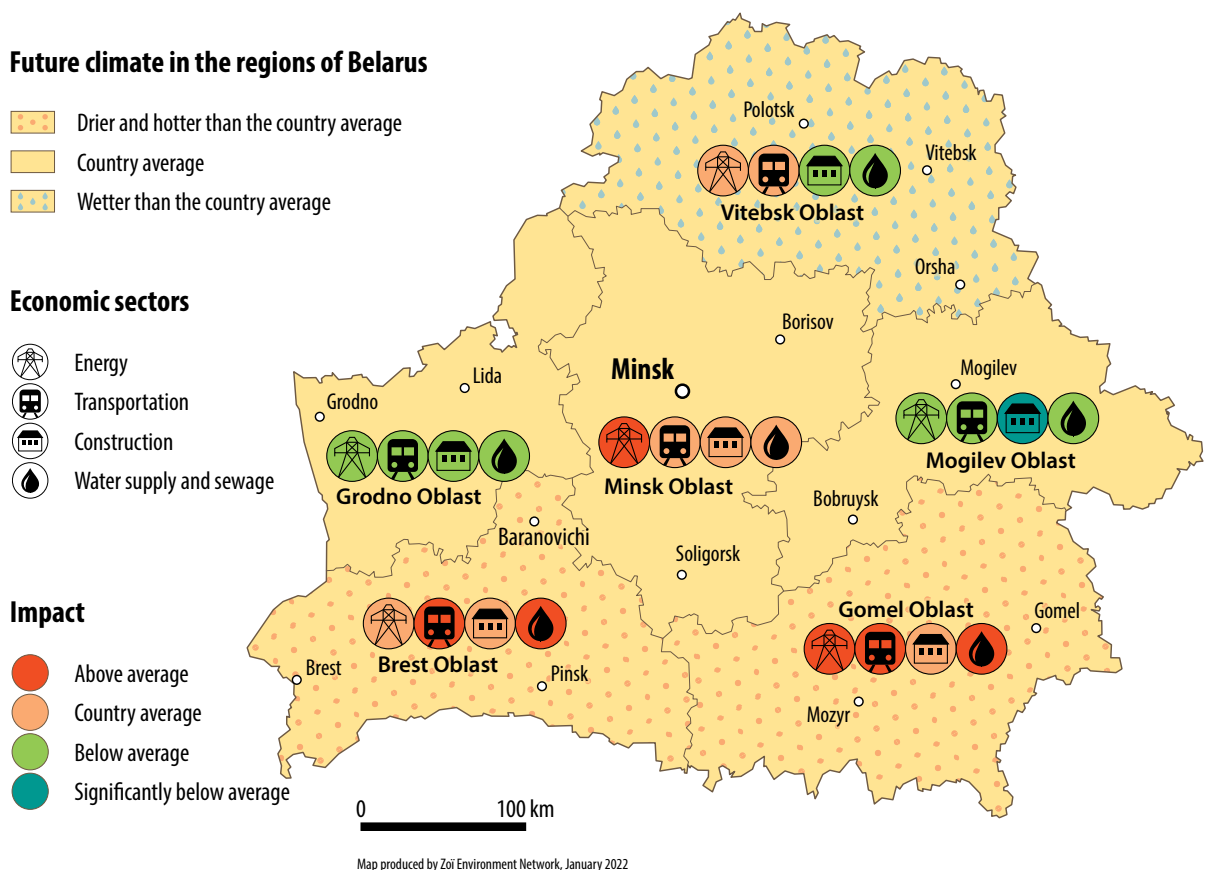 Future climate in the regions of Belarus
Drier and hotter than the country average
Country average
Wetter than the country average
Economic sectors
Energy
Transportation
Construction
Water supply and sewage
Impact
Above average
Country average
Below average
Significantly below average
Polotsk
Vitebsk
Vitebsk Oblast
Orsha
Borisov
Minsk
Minsk Oblast
Soligorsk
Lida
Grodno
Grodno Oblast
Mogilev
Mogilev Oblast
Bobruysk
Baranovichi
Brest Oblast
Brest
Pinsk
Gomel Oblast
Gomel
Mozyr
0 100 km
Map produced by Zoï Environment Network, January 2022